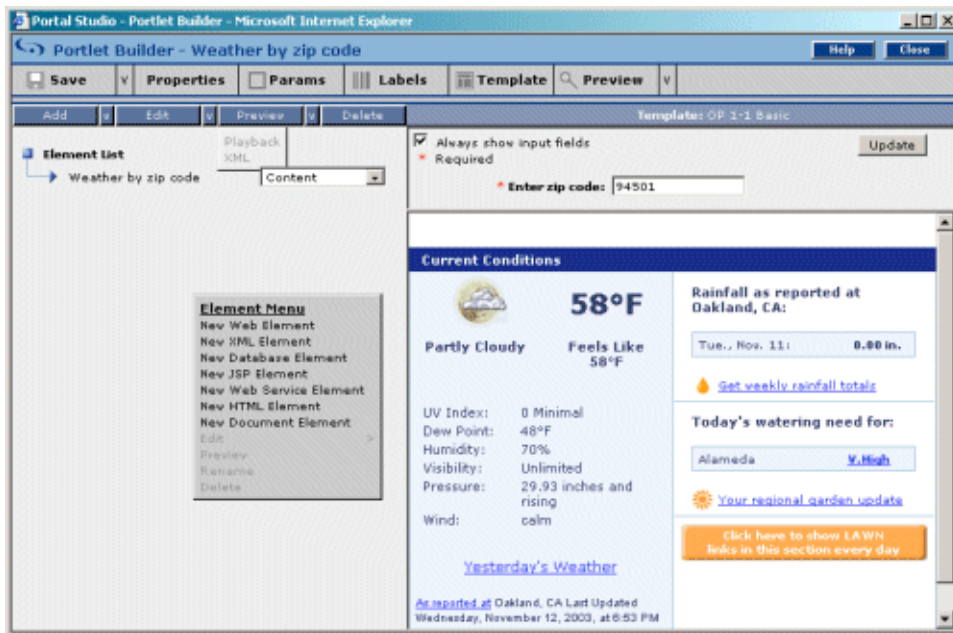 Portal Studio - Portlet Builder - Microsoft Internet Explorer
Portlet Builder - Weather by zip code
Help
Close
Save
v
Properties
Params
Labels
Template
Preview
v
Add
v
Edit
v
Preview
v
Delete
Template: OP 1-1 Basic
Playback
XML
Element List
Weather by zip code
Content
Always show input fields
* Required
Update
* Enter zip code: 94501
Current Conditions
58°F
Partly Cloudy
Feels Like
58°F
UV Index: 0 Minimal
Dew Point: 48°F
Humidity: 70%
Visibility: Unlimited
Pressure: 29.93 inches and
rising
Wind: calm
Yesterday's Weather
As reported at Oakland, CA Last Updated
Wednesday, November 12, 2003, at 6:53 PM
Rainfall as reported at
Oakland, CA:
Tue., Nov. 11: 0.00 in.
Get weekly rainfall totals
Today's watering need for:
Alameda V.High
Your regional garden update
Click here to show LAWN
links in this section every day
Element Menu
New Web Element
New XML Element
New Database Element
New JSP Element
New Web Service Element
New HTML Element
New Document Element
Edit >
Preview
Rename
Delete